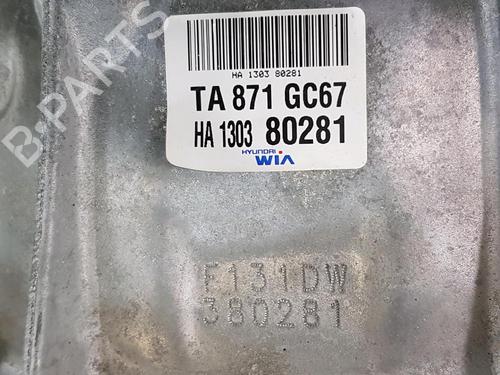 HA 1303 80281
TA 871 GC67
HA 1303 80281
HYUNDAI
WIA
F131DW
380281
B-PARTS